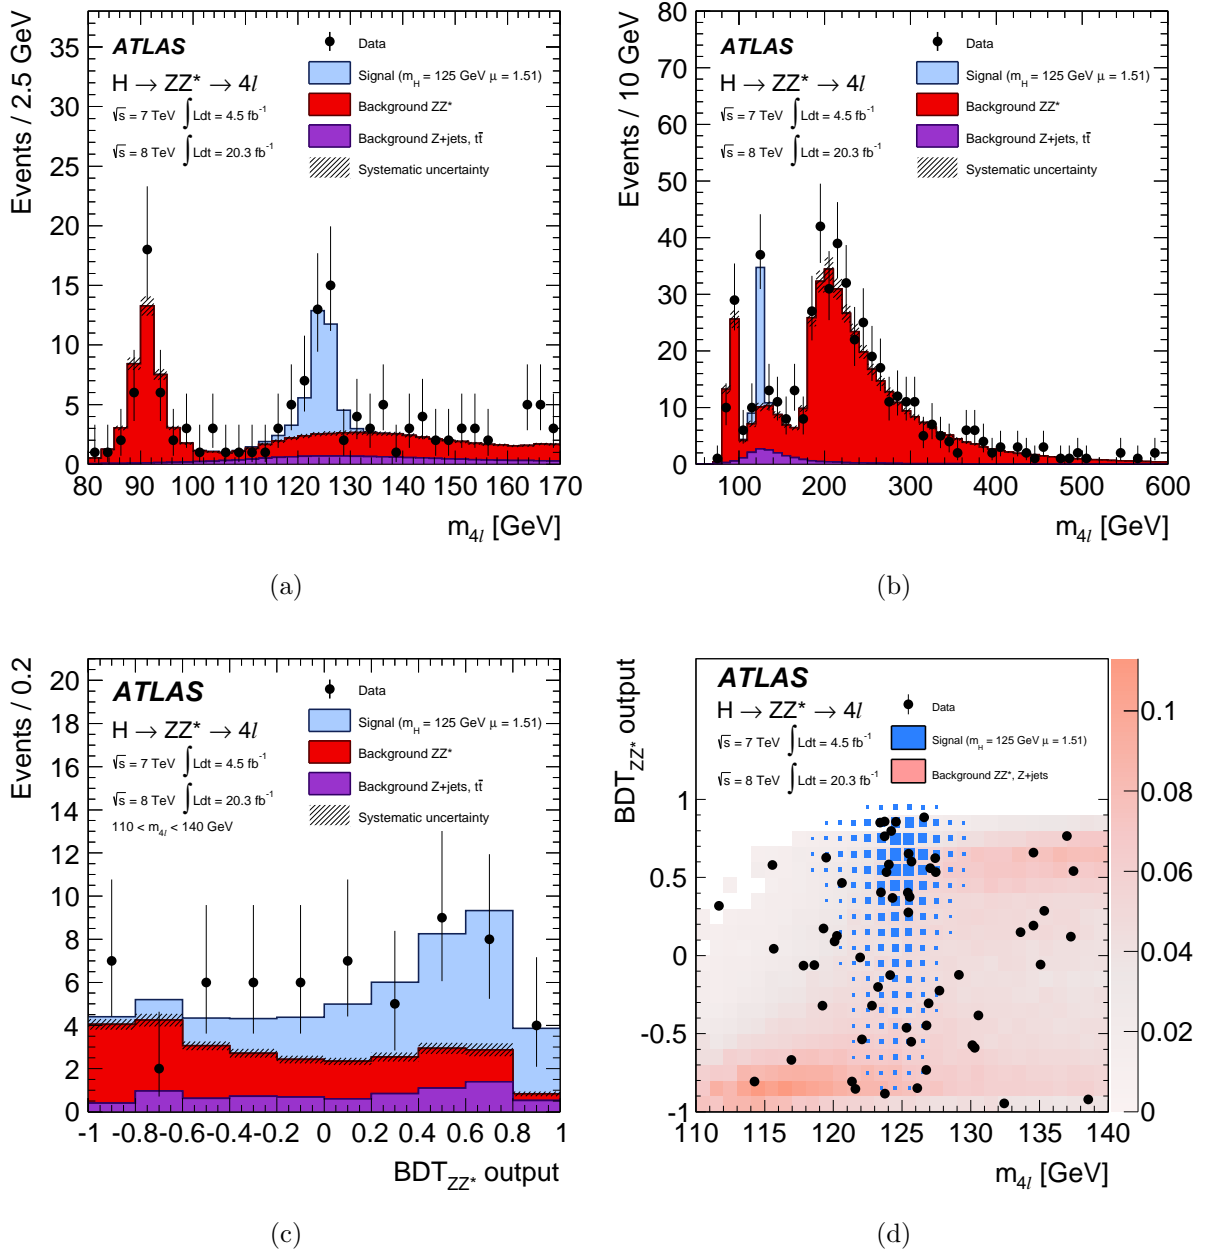 Events / 2.5 GeV
35
30
25
20
15
10
5
0
ATLAS
H → ZZ* → 4l
√s = 7 TeV ∫Ldt = 4.5 fb⁻¹
√s = 8 TeV ∫Ldt = 20.3 fb⁻¹
Data
Signal (m_H = 125 GeV μ = 1.51)
Background ZZ*
Background Z+jets, tt̄
Systematic uncertainty
80 90 100 110 120 130 140 150 160 170
m_4l [GeV]
(a)
Events / 10 GeV
80
70
60
50
40
30
20
10
0
ATLAS
H → ZZ* → 4l
√s = 7 TeV ∫Ldt = 4.5 fb⁻¹
√s = 8 TeV ∫Ldt = 20.3 fb⁻¹
Data
Signal (m_H = 125 GeV μ = 1.51)
Background ZZ*
Background Z+jets, tt̄
Systematic uncertainty
100 200 300 400 500 600
m_4l [GeV]
(b)
Events / 0.2
20
18
16
14
12
10
8
6
4
2
0
ATLAS
H → ZZ* → 4l
√s = 7 TeV ∫Ldt = 4.5 fb⁻¹
√s = 8 TeV ∫Ldt = 20.3 fb⁻¹
110 < m_4l < 140 GeV
Data
Signal (m_H = 125 GeV μ = 1.51)
Background ZZ*
Background Z+jets, tt̄
Systematic uncertainty
-1 -0.8 -0.6 -0.4 -0.2 0 0.2 0.4 0.6 0.8 1
BDT_ZZ* output
(c)
BDT_ZZ* output
1
0.5
0
-0.5
-1
ATLAS
H → ZZ* → 4l
√s = 7 TeV ∫Ldt = 4.5 fb⁻¹
√s = 8 TeV ∫Ldt = 20.3 fb⁻¹
Data
Signal (m_H = 125 GeV μ = 1.51)
Background ZZ*, Z+jets
0.1
0.08
0.06
0.04
0.02
0
110 115 120 125 130 135 140
m_4l [GeV]
(d)